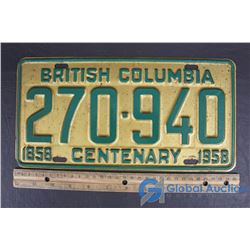 BRITISH COLUMBIA
270·940
1858 CENTENARY 1958
Global Auction